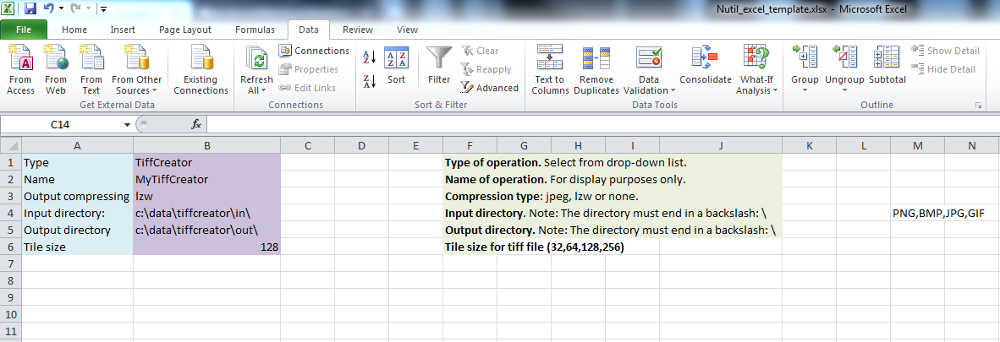 Nutil_excel_template.xlsx - Microsoft Excel
File Home Insert Page Layout Formulas Data Review View
From Access
From Web
From Text
From Other Sources
Existing Connections
Get External Data
Refresh All
Connections
Properties
Edit Links
Connections
Sort
Filter
Clear
Reapply
Advanced
Sort & Filter
Text to Columns
Remove Duplicates
Data Validation
Consolidate
What-If Analysis
Data Tools
Group
Ungroup
Subtotal
Show Detail
Hide Detail
Outline
C14 fx
A B C D E F G H I J K L M N
1 Type TiffCreator Type of operation. Select from drop-down list.
2 Name MyTiffCreator Name of operation. For display purposes only.
3 Output compressing lzw Compression type: jpeg, lzw or none.
4 Input directory: c:\data\tiffcreator\in\ Input directory. Note: The directory must end in a backslash: \ PNG,BMP,JPG,GIF
5 Output directory c:\data\tiffcreator\out\ Output directory. Note: The directory must end in a backslash: \
6 Tile size 128 Tile size for tiff file (32,64,128,256)
7
8
9
10
11